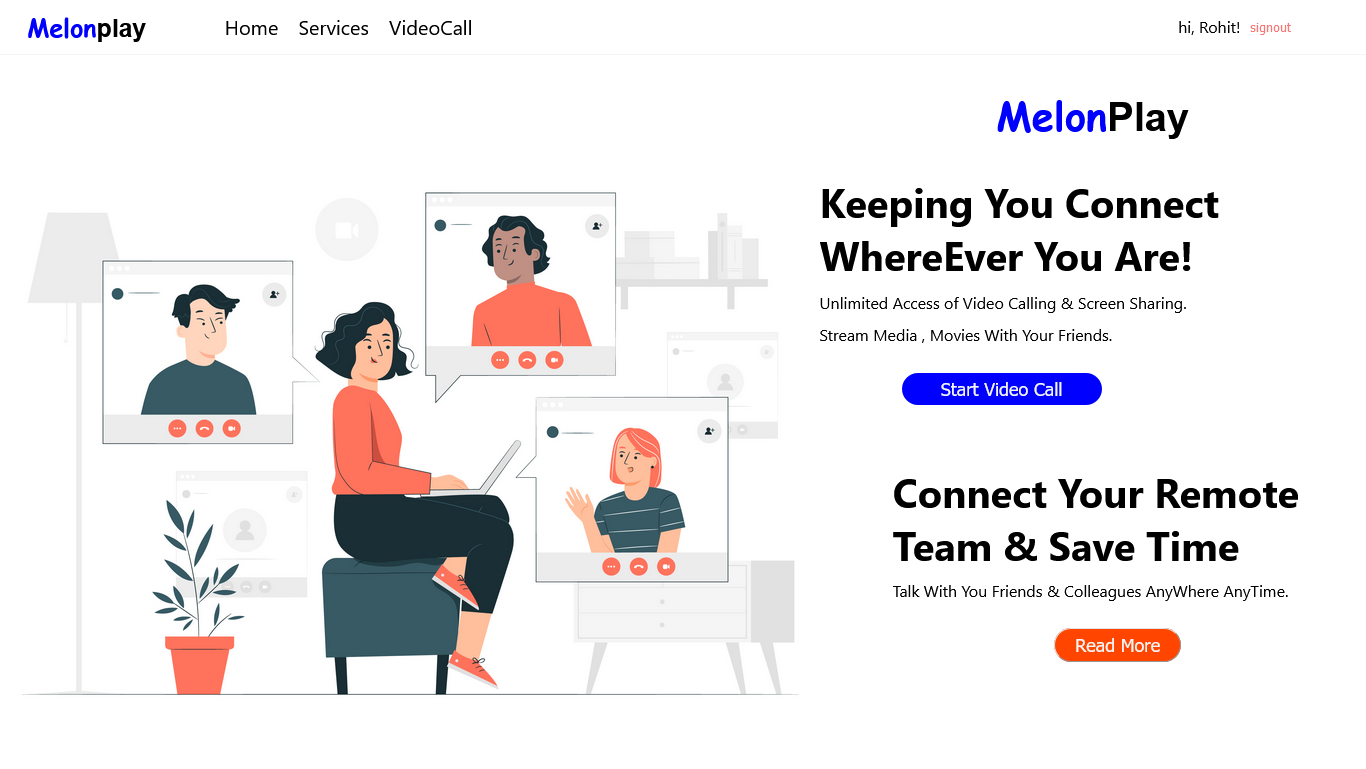 Melonplay
Home Services VideoCall
hi, Rohit! signout
MelonPlay
Keeping You Connect
WhereEver You Are!
Unlimited Access of Video Calling & Screen Sharing.
Stream Media , Movies With Your Friends.
Start Video Call
Connect Your Remote
Team & Save Time
Talk With You Friends & Colleagues AnyWhere AnyTime.
Read More